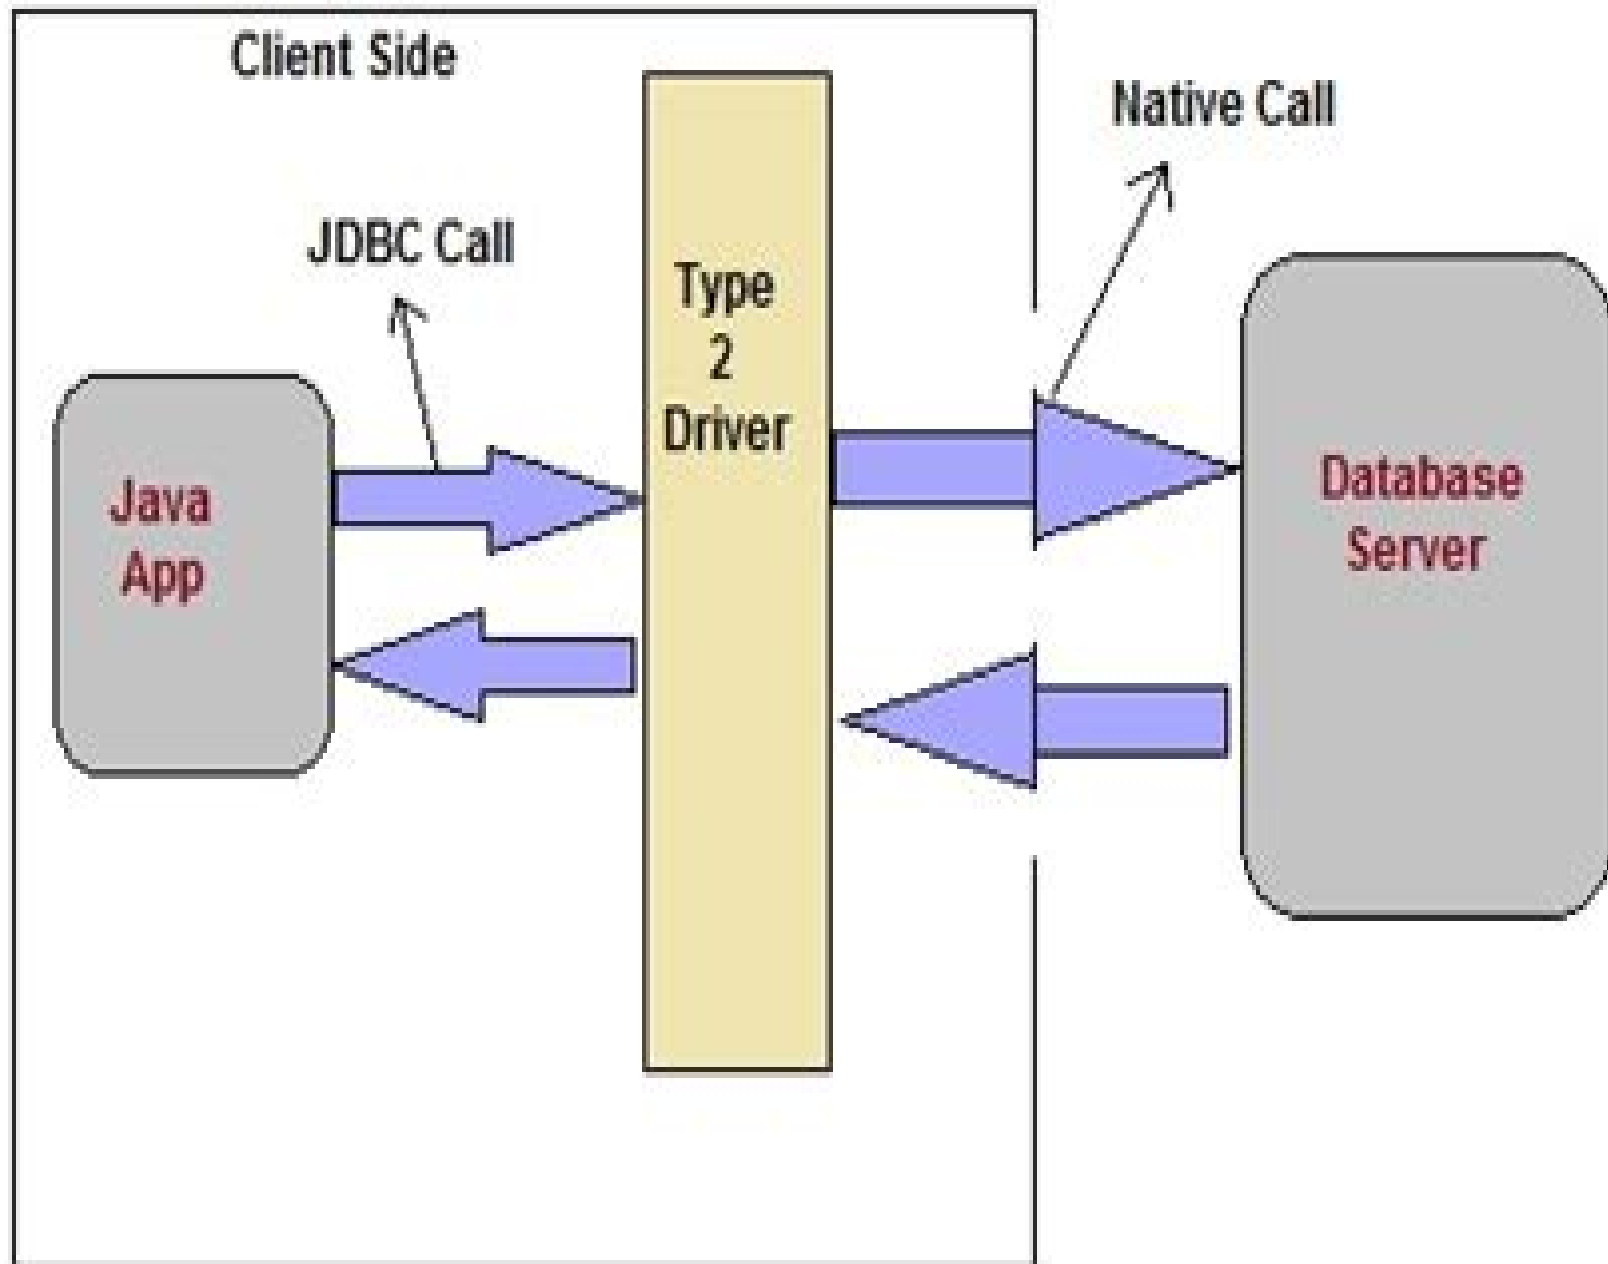 Client Side
Native Call
JDBC Call
Type
2
Driver
Java
App
Database
Server